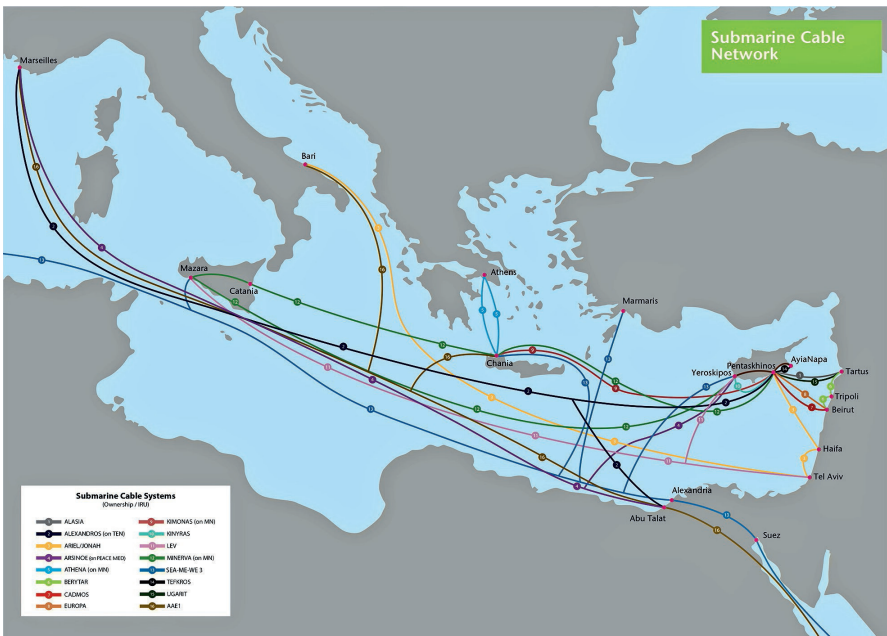 Submarine Cable
Network
Marseilles
Bari
Mazara
Catania
Athens
Chania
Marmaris
Yeroskipos
Pentaskhinos
AyiaNapa
Tartus
Tripoli
Beirut
Haifa
Tel Aviv
Alexandria
Abu Talat
Suez
Submarine Cable Systems
(Ownership / IRU)
ALASIA
ALEXANDROS (on TEN)
ARIEL/JONAH
ARSINOE (on PEACE MED)
ATHENA (on MN)
BERYTAR
CADMOS
EUROPA
KIMONAS (on MN)
KINYRAS
LEV
MINERVA (on MN)
SEA-ME-WE 3
TEFKROS
UGARIT
AAE1